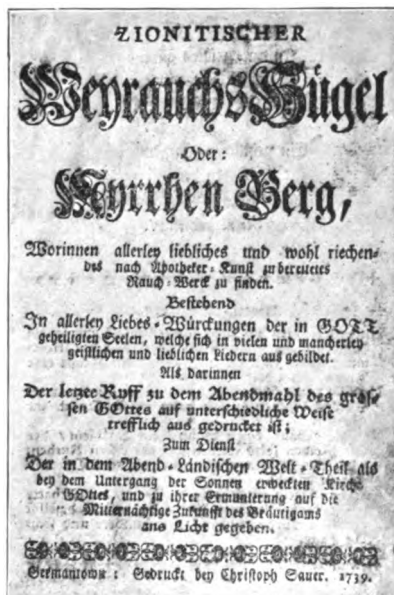 ZIONITISCHER
Weyrauchs Hügel
Oder:
Myrrhen Berg,
Worinnen allerley liebliches und wohl riechen-
des nach Apotheker-Kunst zu bereitetes
Rauch-Werck zu finden.
Bestehend
In allerley Liebes-Würckungen der in GOTT
geheiligten Seelen, welche sich in vielen und mancherley
geistlichen und lieblichen Liedern aus gebildet.
Als darinnen
Der letzte Ruff zu dem Abendmahl des gros-
sen GOttes auf unterschiedliche Weise
trefflich aus gedrucket ist;
Zum Dienst
Der in dem Abend-Ländischen Welt-Theil als
bey dem Untergang der Sonnen erweckten Kirche
GOttes, und zu ihrer Ermunterung auf die
Mitternächtige Zukunfft des Bräutigams
ans Licht gegeben.
Germantown: Gedruckt bey Christoph Sauer. 1739.